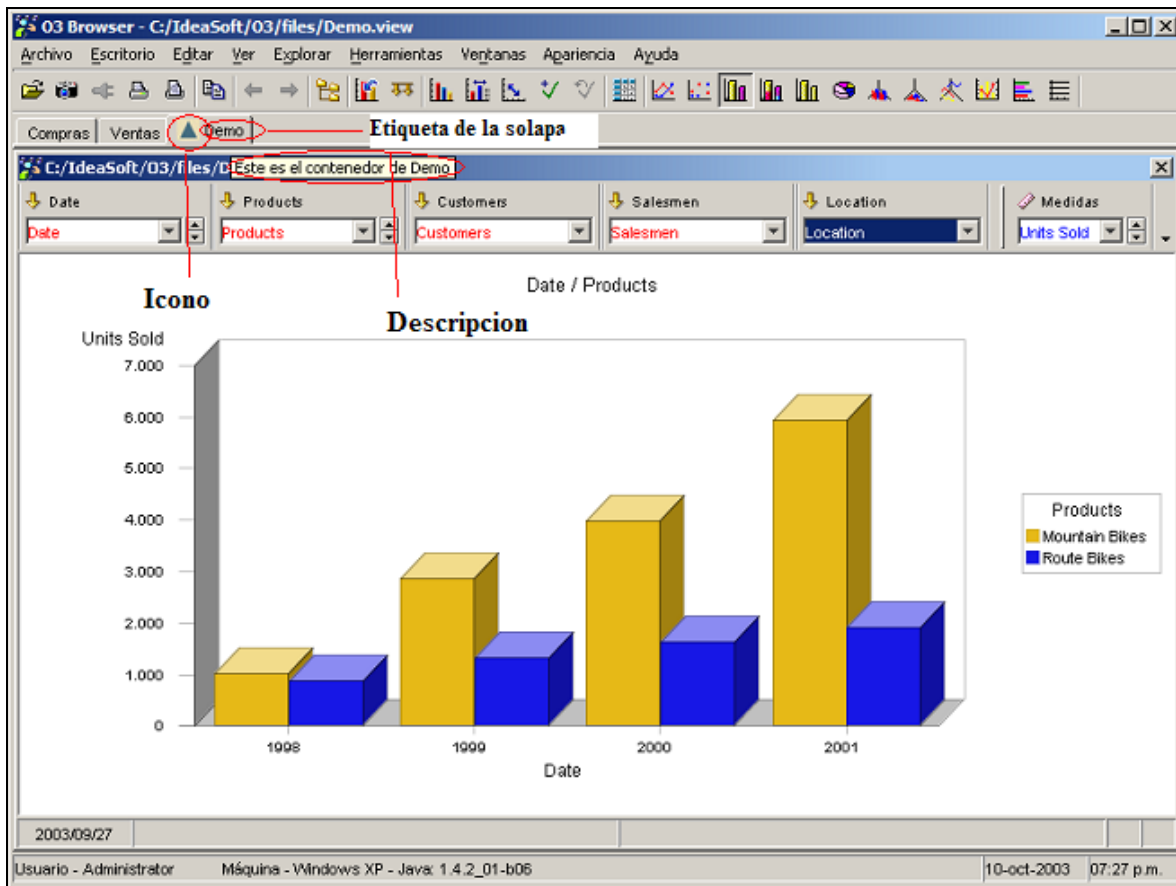 O3 Browser - C:/IdeaSoft/O3/files/Demo.view
Archivo Escritorio Editar Ver Explorar Herramientas Ventanas Apariencia Ayuda
Compras Ventas Demo Etiqueta de la solapa
C:/IdeaSoft/O3/files/D Este es el contenedor de Demo
Date Products Customers Salesmen Location Medidas
Date Products Customers Salesmen Location Units Sold
Icono
Date / Products
Descripcion
Units Sold
7.000
6.000
5.000
4.000
3.000
2.000
1.000
0
Products
Mountain Bikes
Route Bikes
1998 1999 2000 2001
Date
2003/09/27
Usuario - Administrator Máquina - Windows XP - Java: 1.4.2_01-b06 10-oct-2003 07:27 p.m.